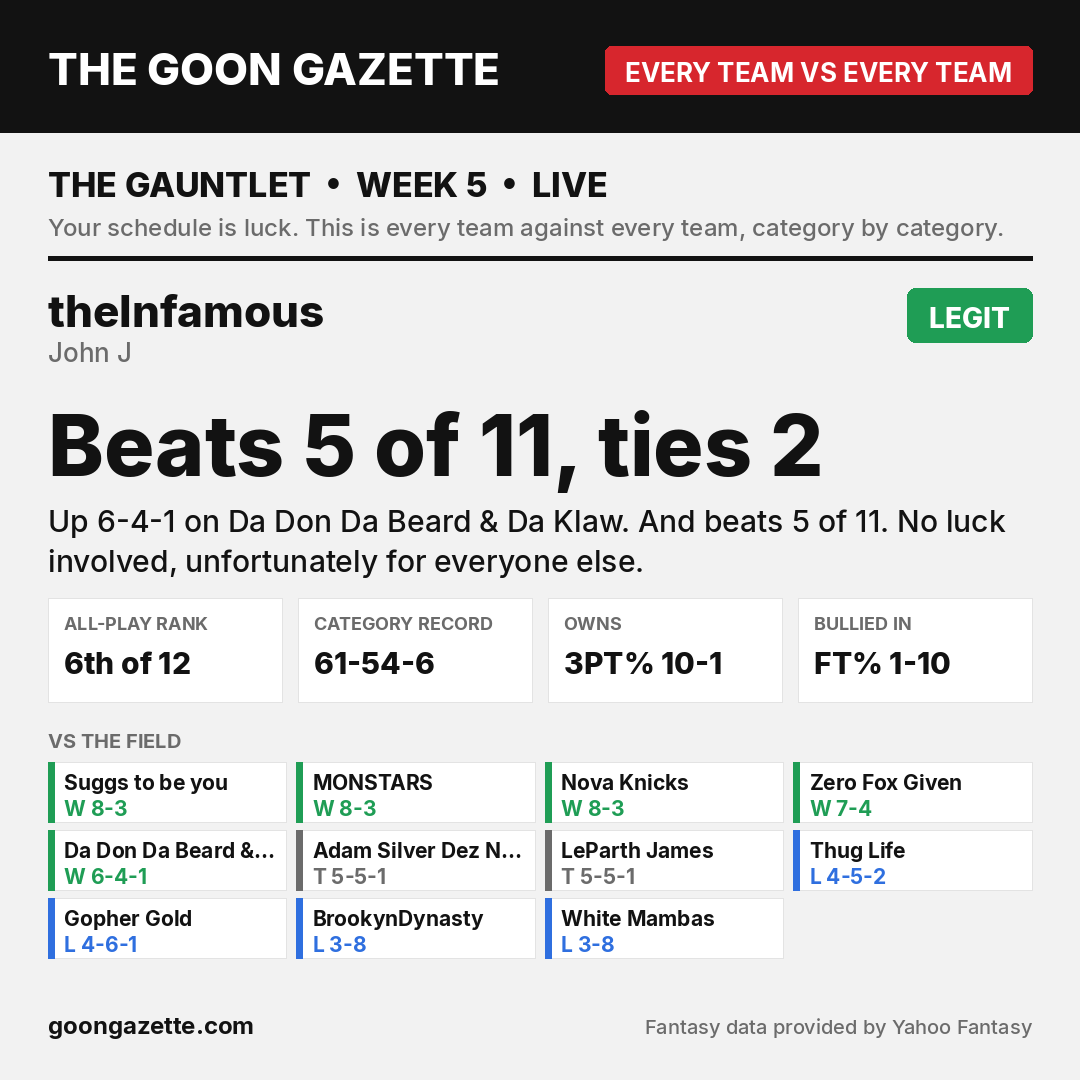 THE GOON GAZETTE
EVERY TEAM VS EVERY TEAM
THE GAUNTLET • WEEK 5 • LIVE
Your schedule is luck. This is every team against every team, category by category.
theInfamous
LEGIT
John J
Beats 5 of 11, ties 2
Up 6-4-1 on Da Don Da Beard & Da Klaw. And beats 5 of 11. No luck
involved, unfortunately for everyone else.
ALL-PLAY RANK
6th of 12
CATEGORY RECORD
61-54-6
OWNS
3PT% 10-1
BULLIED IN
FT% 1-10
VS THE FIELD
Suggs to be you
W 8-3
MONSTARS
W 8-3
Nova Knicks
W 8-3
Zero Fox Given
W 7-4
Da Don Da Beard &...
W 6-4-1
Adam Silver Dez N...
T 5-5-1
LeParth James
T 5-5-1
Thug Life
L 4-5-2
Gopher Gold
L 4-6-1
BrookynDynasty
L 3-8
White Mambas
L 3-8
goongazette.com
Fantasy data provided by Yahoo Fantasy